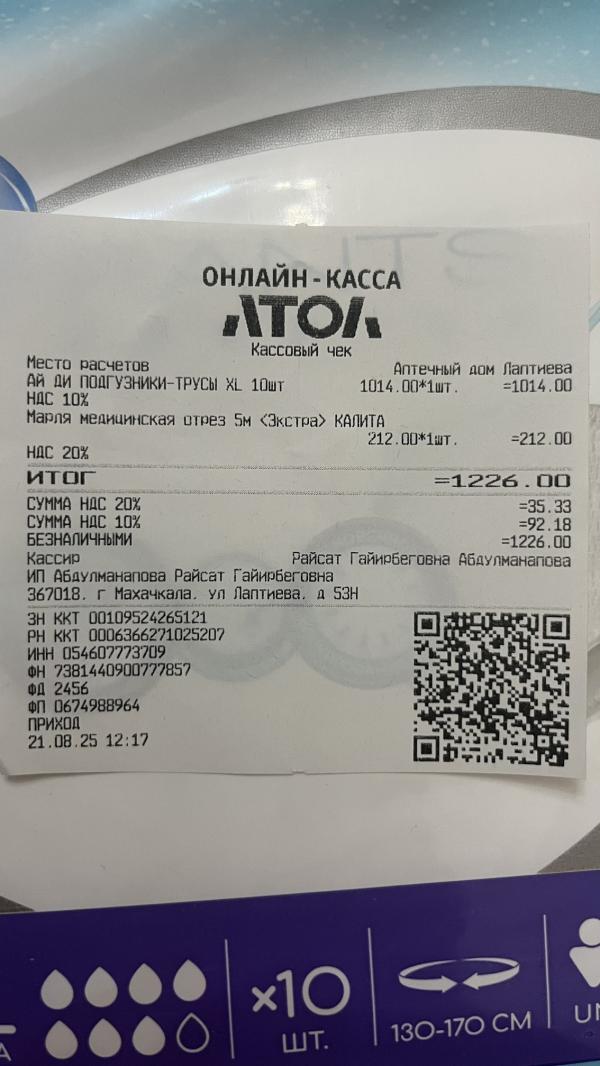 ОНЛАЙН-КАССА
АТОЛ
Кассовый чек
Место расчетов Аптечный дом Лаптиева
АЙ ДИ ПОДГУЗНИКИ-ТРУСЫ XL 10шт 1014.00*1шт. =1014.00
НДС 10%
Марля медицинская отрез 5м <Экстра> КАЛИТА
212.00*1шт. =212.00
НДС 20%
ИТОГ =1226.00
СУММА НДС 20% =35.33
СУММА НДС 10% =92.18
БЕЗНАЛИЧНЫМИ =1226.00
Кассир Райсат Гайирбеговна Абдулманапова
ИП Абдулманапова Райсат Гайирбеговна
367018. г Махачкала. ул Лаптиева. д 53Н
ЗН ККТ 00109524265121
РН ККТ 0006366271025207
ИНН 054607773709
ФН 7381440900777857
ФД 2456
ФП 0674988964
ПРИХОД
21.08.25 12:17
×10
ШТ.
130-170 СМ